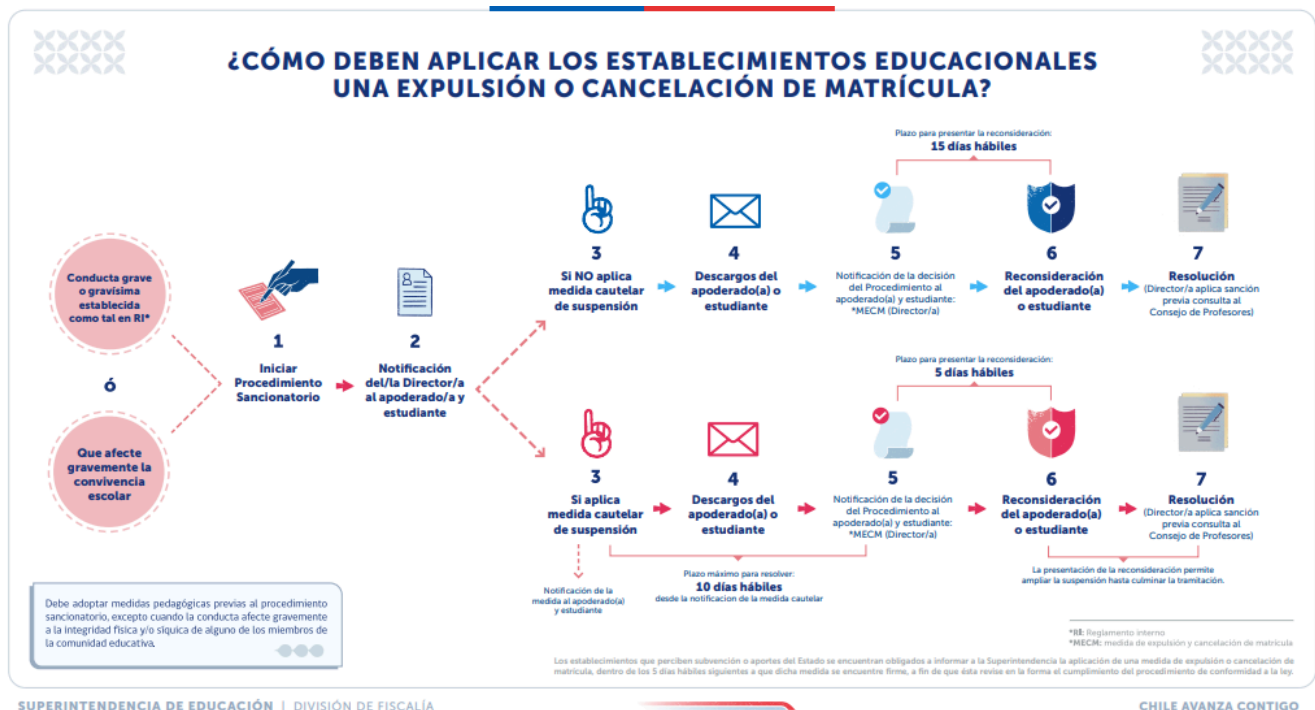 ¿CÓMO DEBEN APLICAR LOS ESTABLECIMIENTOS EDUCACIONALES
UNA EXPULSIÓN O CANCELACIÓN DE MATRÍCULA?
Conducta grave
o gravísima
establecida
como tal en RI*
ó
Que afecte
gravemente la
convivencia
escolar
1
Iniciar
Procedimiento
Sancionatorio
2
Notificación
del/la Director/a
al apoderado/a y
estudiante
3
Si NO aplica
medida cautelar
de suspensión
4
Descargos del
apoderado(a) o
estudiante
Plazo para presentar la reconsideración:
15 días hábiles
5
Notificación de la decisión
del Procedimiento al
apoderado(a) y estudiante:
*MECM (Director/a)
6
Reconsideración
del apoderado(a)
o estudiante
7
Resolución
(Director/a aplica sanción
previa consulta al
Consejo de Profesores)
3
Si aplica
medida cautelar
de suspensión
Notificación de la
medida al apoderado(a)
y estudiante
4
Descargos del
apoderado(a) o
estudiante
Plazo máximo para resolver:
10 días hábiles
desde la notificacion de la medida cautelar
Plazo para presentar la reconsideración:
5 días hábiles
5
Notificación de la decisión
del Procedimiento al
apoderado(a) y estudiante:
*MECM (Director/a)
6
Reconsideración
del apoderado(a)
o estudiante
7
Resolución
(Director/a aplica sanción
previa consulta al
Consejo de Profesores)
La presentación de la reconsideración permite
ampliar la suspensión hasta culminar la tramitación.
Debe adoptar medidas pedagógicas previas al procedimiento
sancionatorio, excepto cuando la conducta afecte gravemente
a la integridad física y/o síquica de alguno de los miembros de
la comunidad educativa.
*RI: Reglamento interno
*MECM: medida de expulsión y cancelación de matrícula
Los establecimientos que perciben subvención o aportes del Estado se encuentran obligados a informar a la Superintendencia la aplicación de una medida de expulsión o cancelación de
matrícula, dentro de los 5 días hábiles siguientes a que dicha medida se encuentre firme, a fin de que ésta revise en la forma el cumplimiento del procedimiento de conformidad a la ley.
SUPERINTENDENCIA DE EDUCACIÓN | DIVISIÓN DE FISCALÍA
CHILE AVANZA CONTIGO